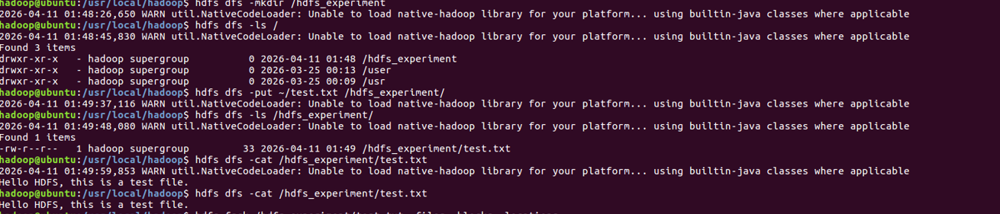 hadoop@ubuntu:/usr/local/hadoop$ hdfs dfs -mkdir /hdfs_experiment
2026-04-11 01:48:26,650 WARN util.NativeCodeLoader: Unable to load native-hadoop library for your platform... using builtin-java classes where applicable
hadoop@ubuntu:/usr/local/hadoop$ hdfs dfs -ls /
2026-04-11 01:48:45,830 WARN util.NativeCodeLoader: Unable to load native-hadoop library for your platform... using builtin-java classes where applicable
Found 3 items
drwxr-xr-x   - hadoop supergroup          0 2026-04-11 01:48 /hdfs_experiment
drwxr-xr-x   - hadoop supergroup          0 2026-03-25 00:13 /user
drwxr-xr-x   - hadoop supergroup          0 2026-03-25 00:09 /usr
hadoop@ubuntu:/usr/local/hadoop$ hdfs dfs -put ~/test.txt /hdfs_experiment/
2026-04-11 01:49:37,116 WARN util.NativeCodeLoader: Unable to load native-hadoop library for your platform... using builtin-java classes where applicable
hadoop@ubuntu:/usr/local/hadoop$ hdfs dfs -ls /hdfs_experiment/
2026-04-11 01:49:48,080 WARN util.NativeCodeLoader: Unable to load native-hadoop library for your platform... using builtin-java classes where applicable
Found 1 items
-rw-r--r--   1 hadoop supergroup         33 2026-04-11 01:49 /hdfs_experiment/test.txt
hadoop@ubuntu:/usr/local/hadoop$ hdfs dfs -cat /hdfs_experiment/test.txt
2026-04-11 01:49:59,853 WARN util.NativeCodeLoader: Unable to load native-hadoop library for your platform... using builtin-java classes where applicable
Hello HDFS, this is a test file.
hadoop@ubuntu:/usr/local/hadoop$ hdfs dfs -cat /hdfs_experiment/test.txt
Hello HDFS, this is a test file.